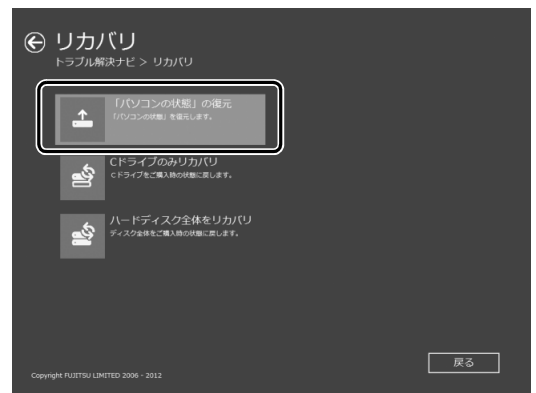 リカバリ
トラブル解決ナビ > リカバリ
「パソコンの状態」の復元
「パソコンの状態」を復元します。
Cドライブのみリカバリ
Cドライブをご購入時の状態に戻します。
ハードディスク全体をリカバリ
ディスク全体をご購入時の状態に戻します。
戻る
Copyright FUJITSU LIMITED 2006 - 2012